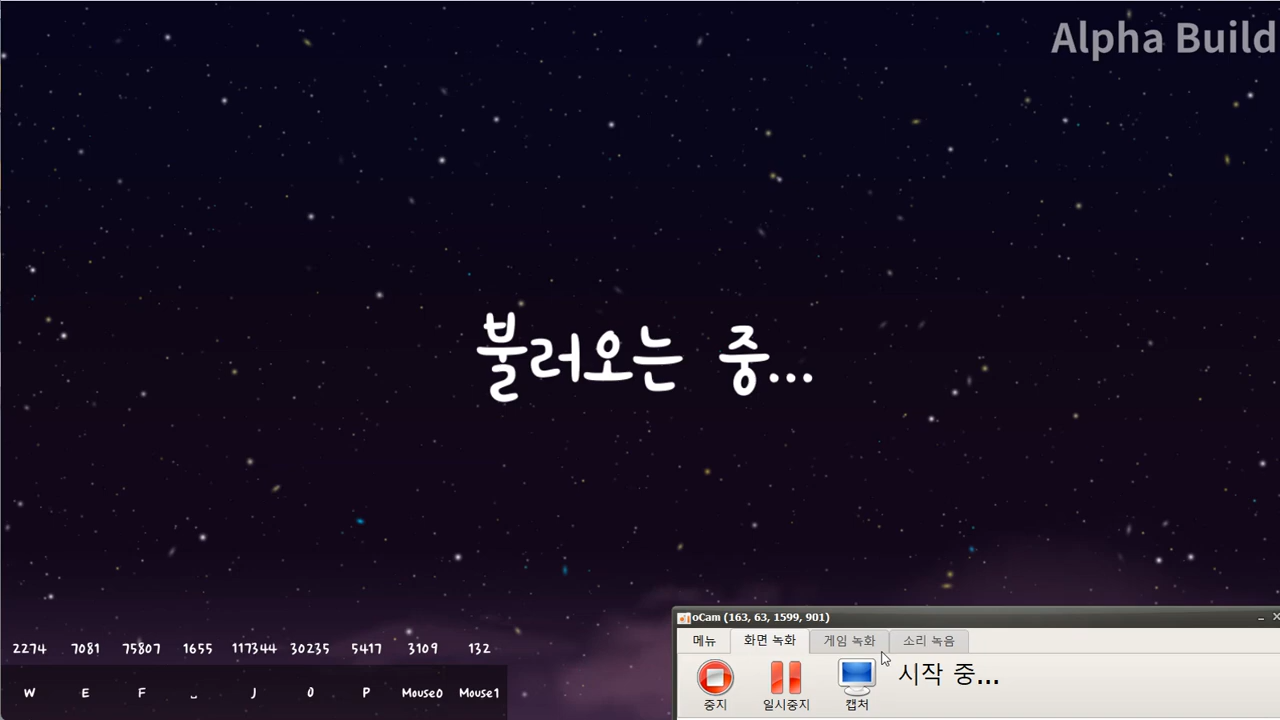 Alpha Build
불러오는 중...
2274 7081 75807 1655 117344 30235 5417 3109 132
W E F ⎵ J O P Mouse0 Mouse1
oCam (163, 63, 1599, 901)
메뉴 화면 녹화 게임 녹화 소리 녹음
시작 중...
중지 일시중지 캡처